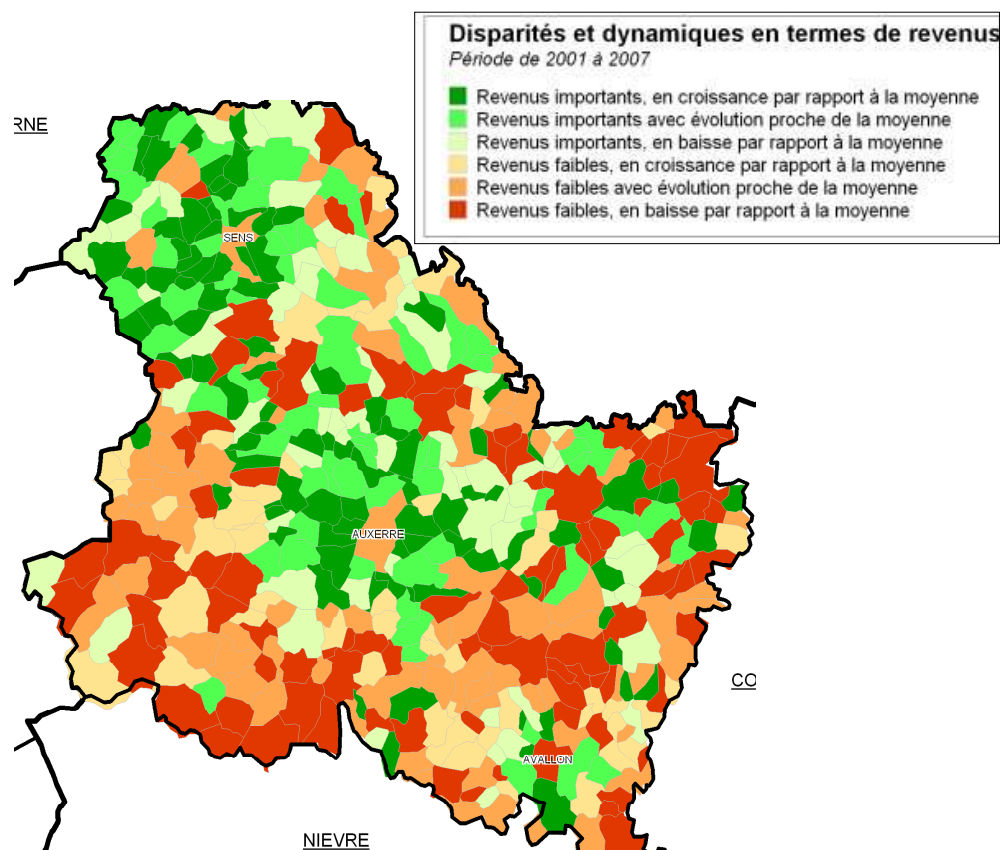 Disparités et dynamiques en termes de revenus
Période de 2001 à 2007
Revenus importants, en croissance par rapport à la moyenne
Revenus importants avec évolution proche de la moyenne
Revenus importants, en baisse par rapport à la moyenne
Revenus faibles, en croissance par rapport à la moyenne
Revenus faibles avec évolution proche de la moyenne
Revenus faibles, en baisse par rapport à la moyenne
RNE
SENS
AUXERRE
CO
AVALLON
NIEVRE